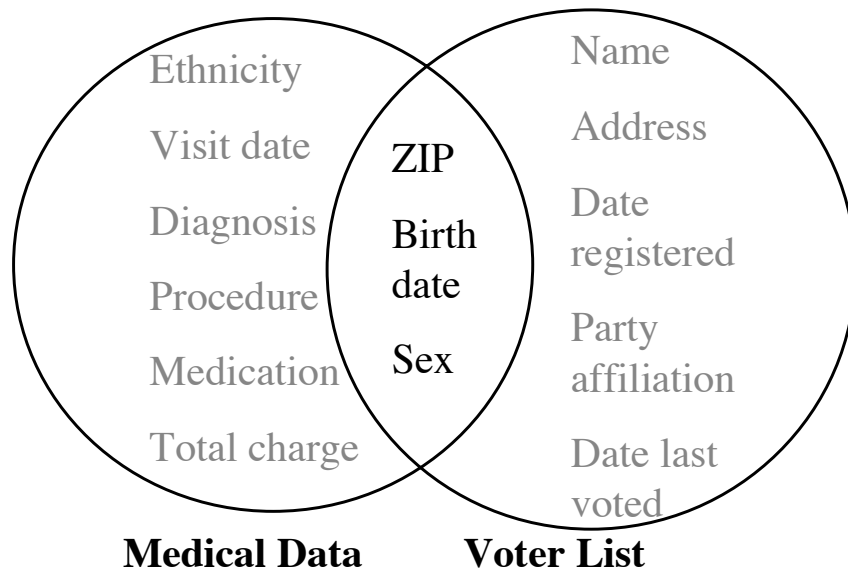 Ethnicity
Visit date
Diagnosis
Procedure
Medication
Total charge
ZIP
Birth
date
Sex
Name
Address
Date
registered
Party
affiliation
Date last
voted
Medical Data
Voter List